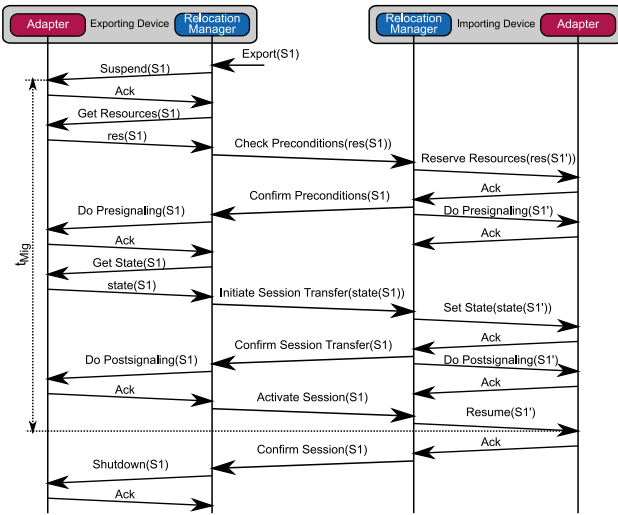 Adapter
Exporting Device
Relocation
Manager
Relocation
Manager
Importing Device
Adapter
Export(S1)
Suspend(S1)
Ack
Get Resources(S1)
res(S1)
Check Preconditions(res(S1))
Reserve Resources(res(S1'))
Ack
Confirm Preconditions(S1)
Do Presignaling(S1)
Do Presignaling(S1')
Ack
Ack
Get State(S1)
tMig
state(S1)
Initiate Session Transfer(state(S1))
Set State(state(S1'))
Ack
Confirm Session Transfer(S1)
Do Postsignaling(S1)
Do Postsignaling(S1')
Ack
Ack
Activate Session(S1)
Resume(S1')
Ack
Confirm Session(S1)
Shutdown(S1)
Ack